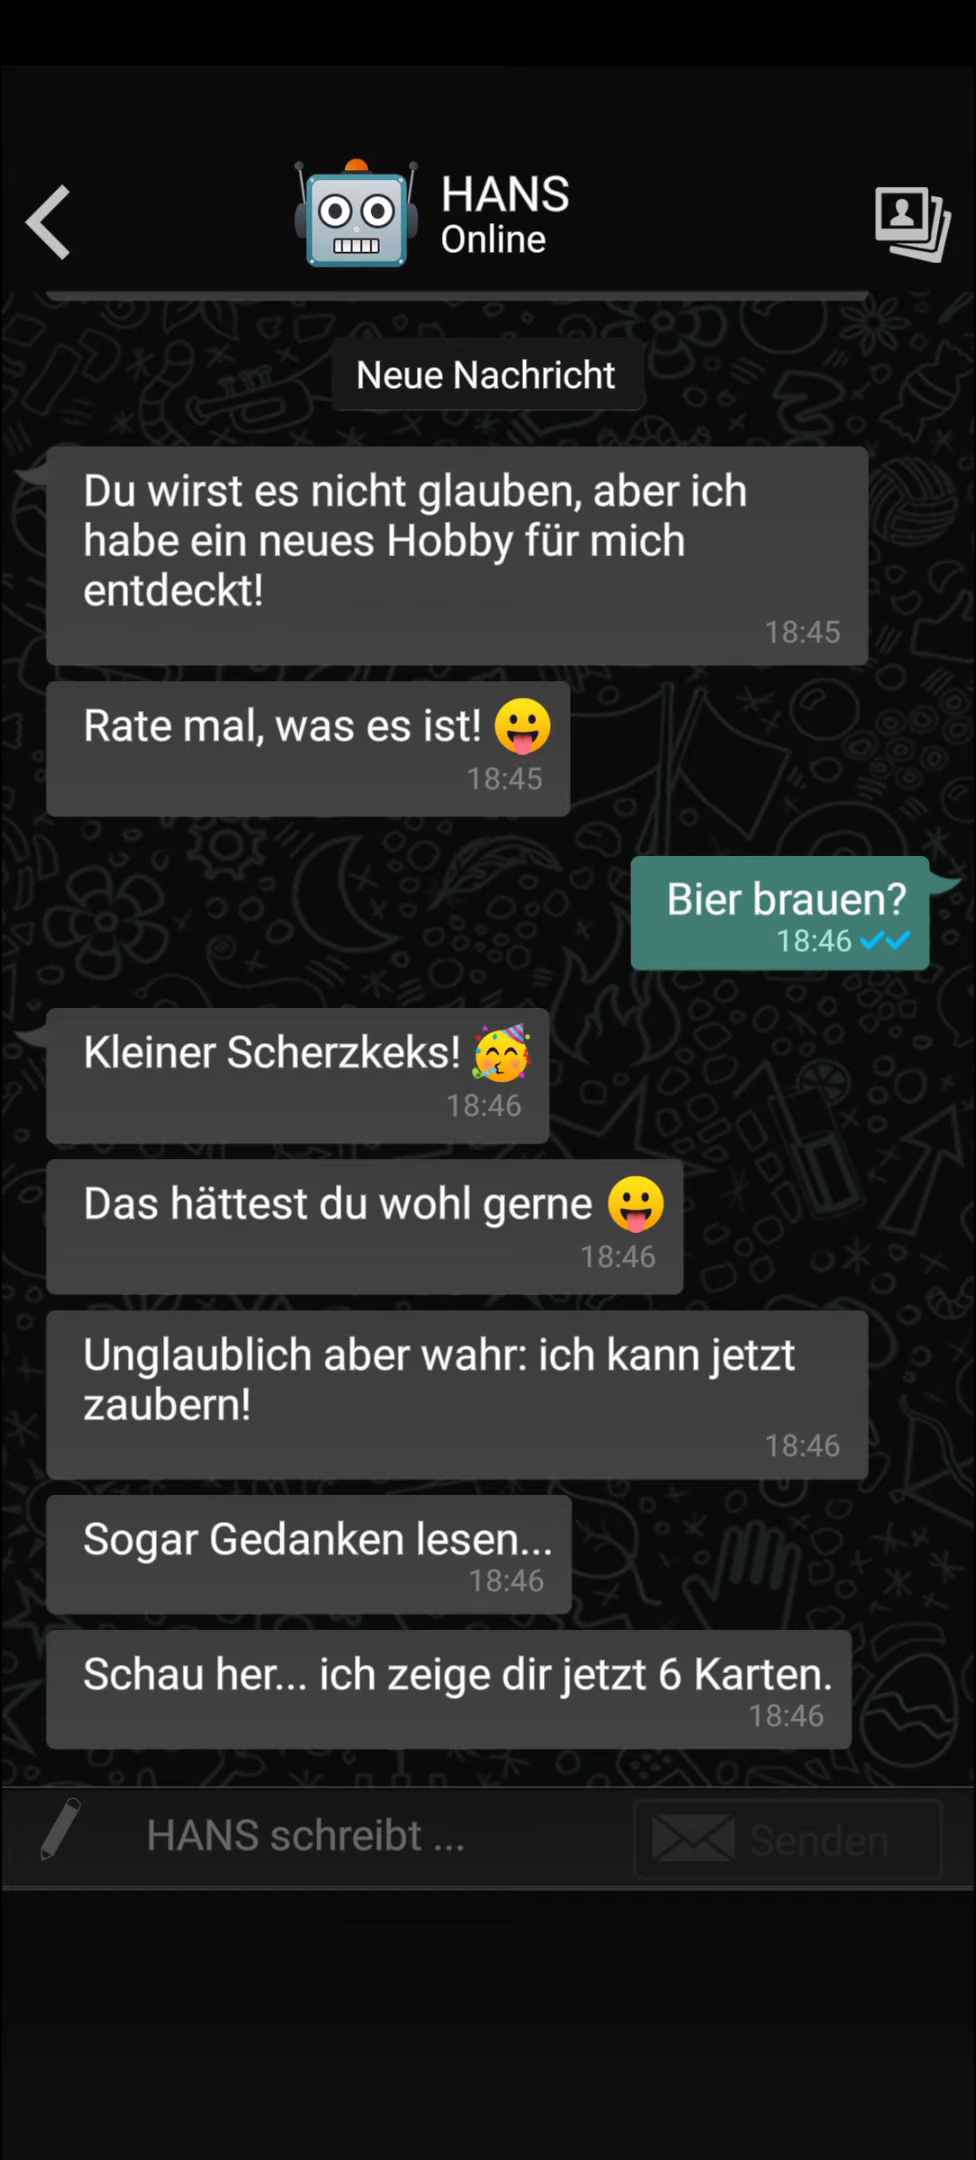 HANS
Online
Neue Nachricht
Du wirst es nicht glauben, aber ich
habe ein neues Hobby für mich
entdeckt!
18:45
Rate mal, was es ist! 😛
18:45
Bier brauen?
18:46
Kleiner Scherzkeks! 🥳
18:46
Das hättest du wohl gerne 😛
18:46
Unglaublich aber wahr: ich kann jetzt
zaubern!
18:46
Sogar Gedanken lesen...
18:46
Schau her... ich zeige dir jetzt 6 Karten.
18:46
HANS schreibt ...
Senden